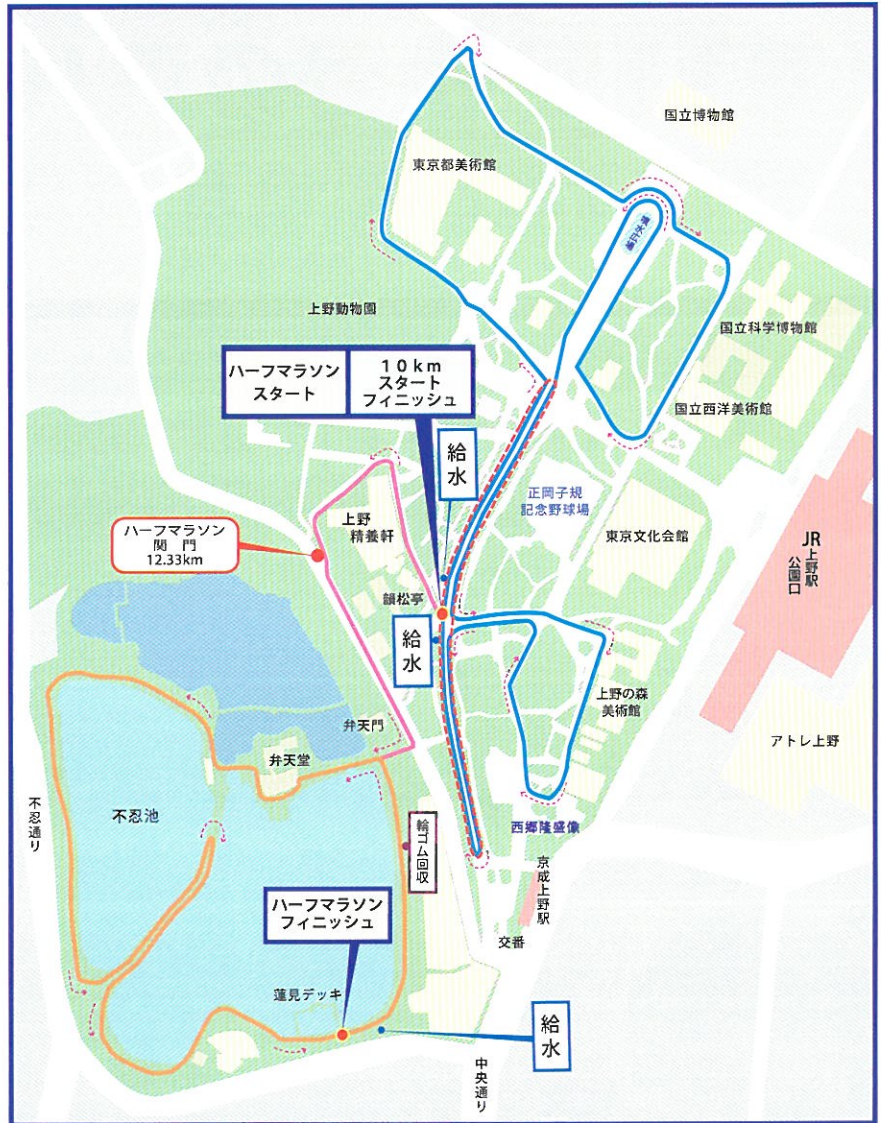 国立博物館
東京都美術館
噴水池
上野動物園
国立科学博物館
ハーフマラソン
スタート
10km
スタート
フィニッシュ
国立西洋美術館
給水
正岡子規
記念野球場
東京文化会館
JR上野駅
公園口
上野
精養軒
ハーフマラソン
関門
12.33km
韻松亭
給水
上野の森
美術館
弁天門
アトレ上野
弁天堂
不忍通り
不忍池
輪ゴム回収
西郷隆盛像
京成上野駅
ハーフマラソン
フィニッシュ
交番
蓮見デッキ
給水
中央通り